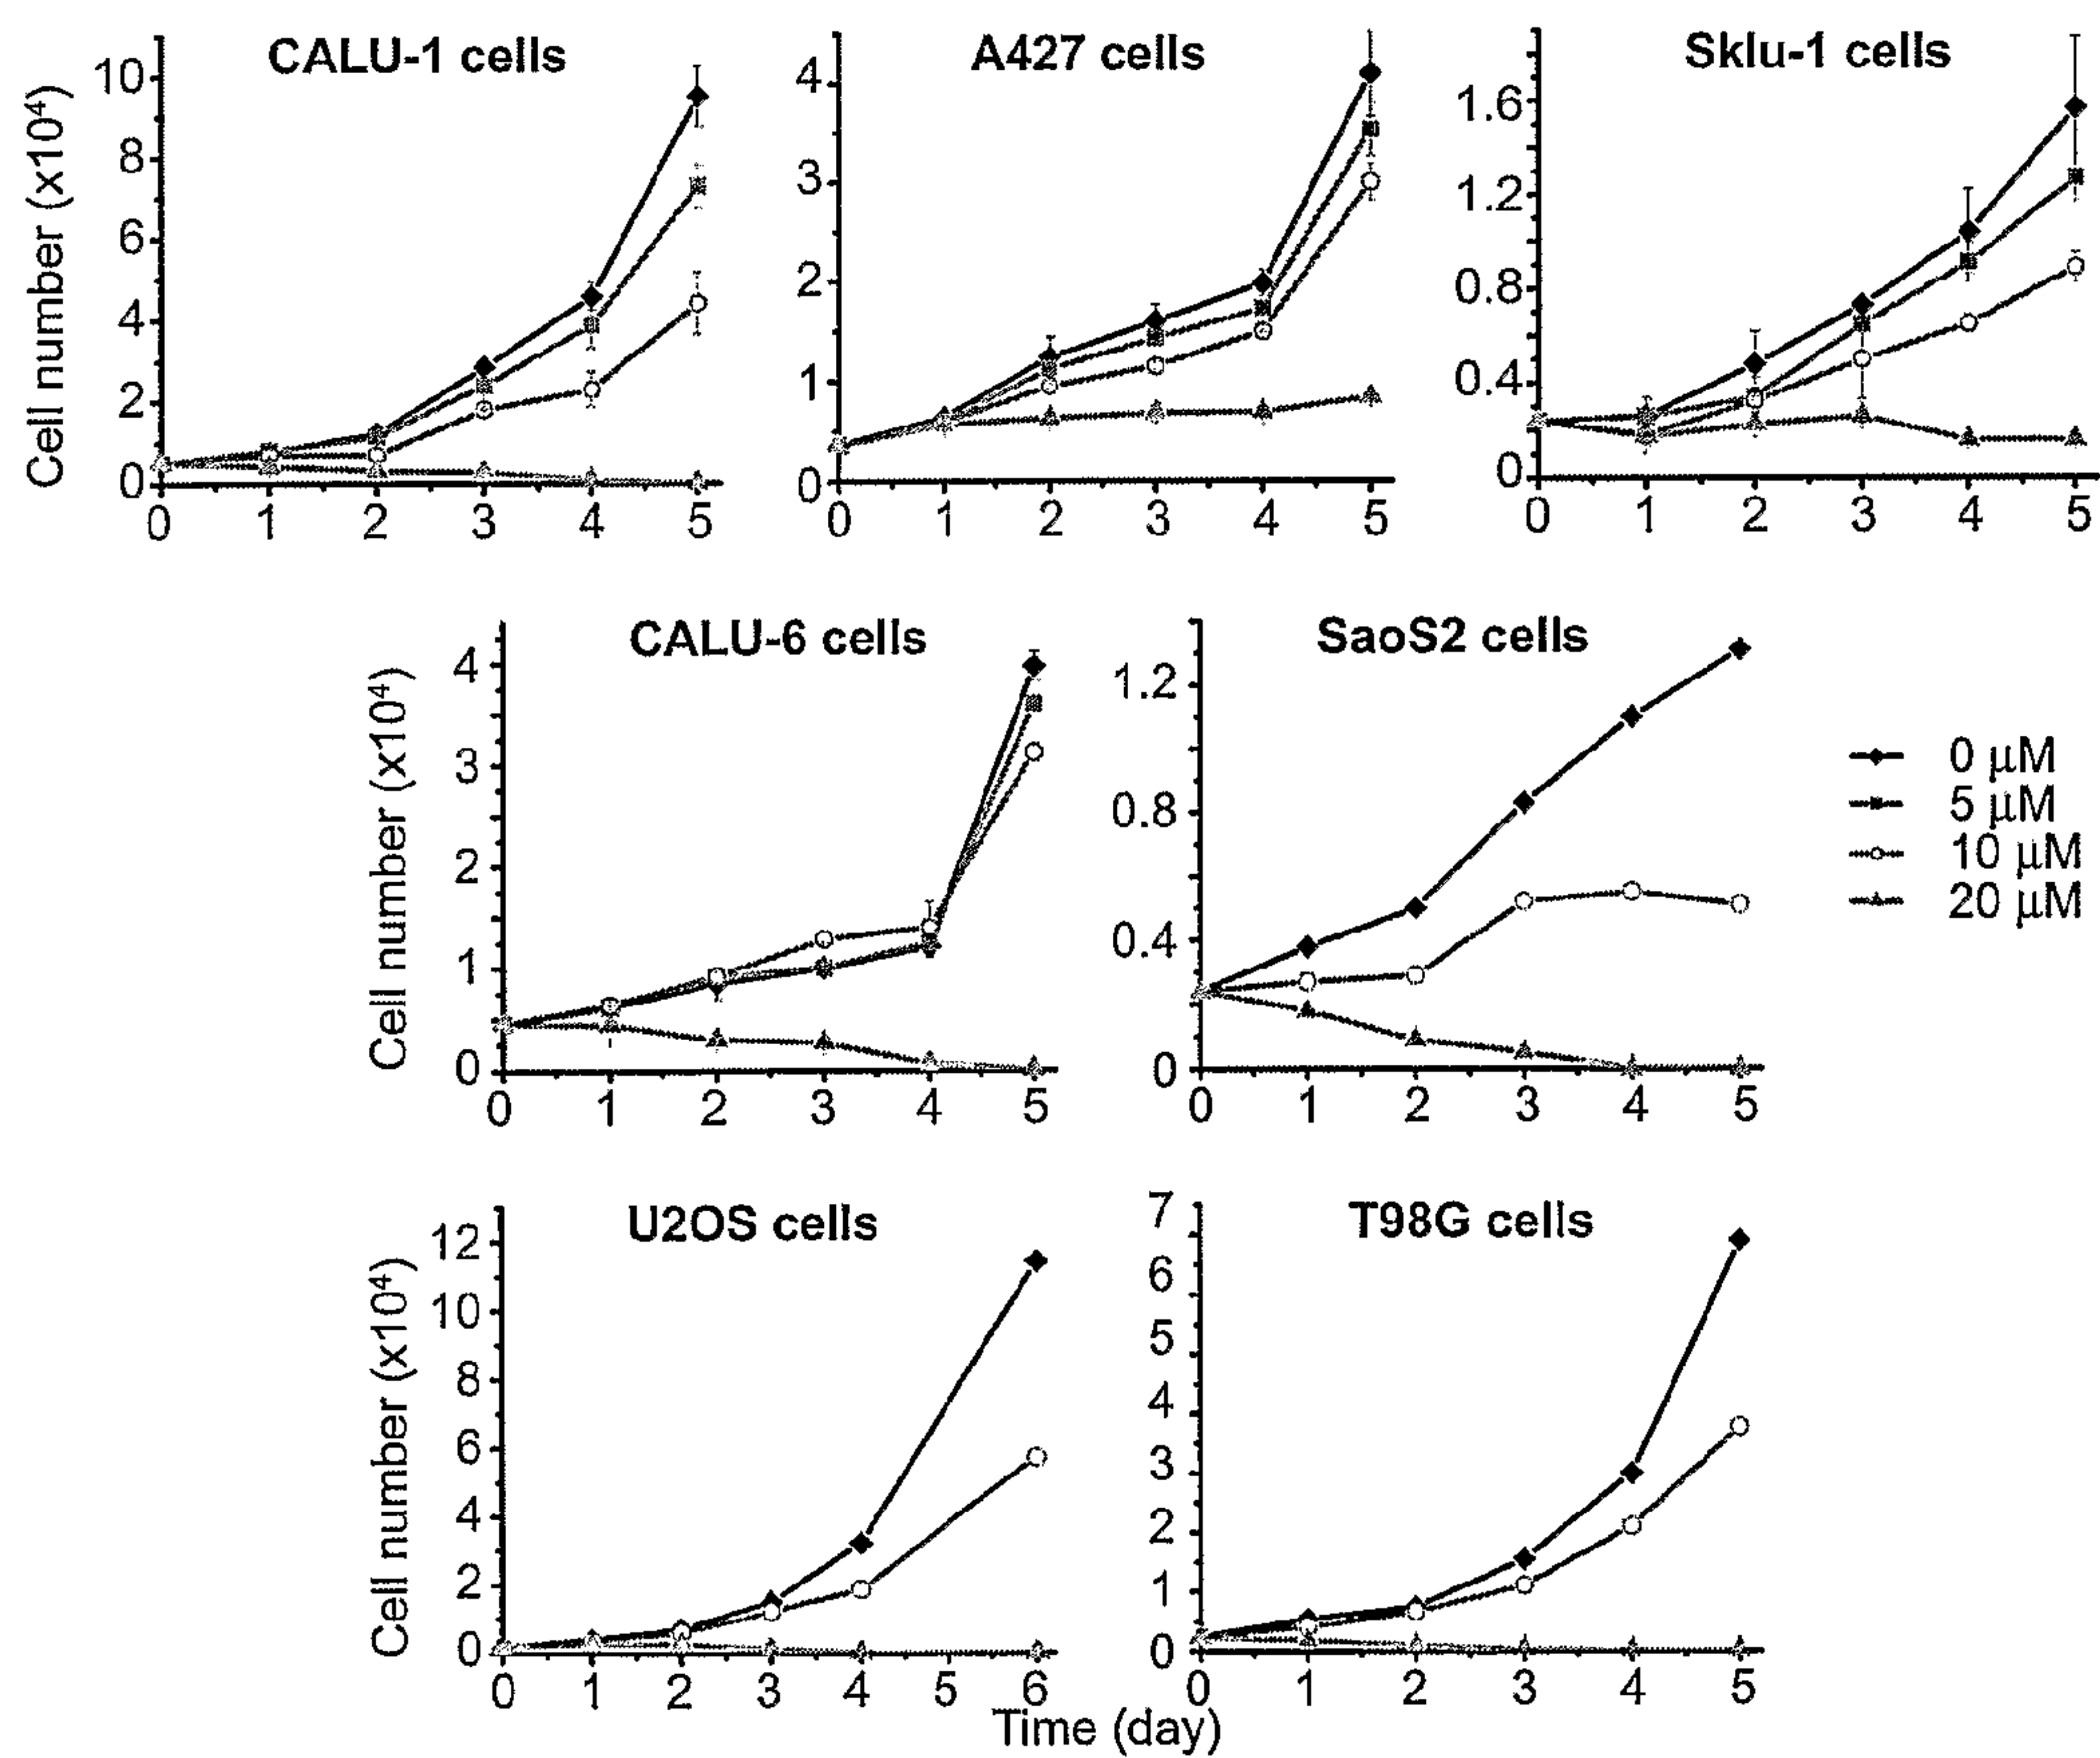 CALU-1 cells
Cell number (x10⁴)
10
8
6
4
2
0
0 1 2 3 4 5
A427 cells
4
3
2
1
0
0 1 2 3 4 5
Sklu-1 cells
1.6
1.2
0.8
0.4
0
0 1 2 3 4 5
CALU-6 cells
Cell number (x10⁴)
4
3
2
1
0
0 1 2 3 4 5
SaoS2 cells
1.2
0.8
0.4
0
0 1 2 3 4 5
0 µM
5 µM
10 µM
20 µM
U2OS cells
Cell number (x10⁴)
12
10
8
6
4
2
0
0 1 2 3 4 5 6
T98G cells
7
6
5
4
3
2
1
0
0 1 2 3 4 5
Time (day)